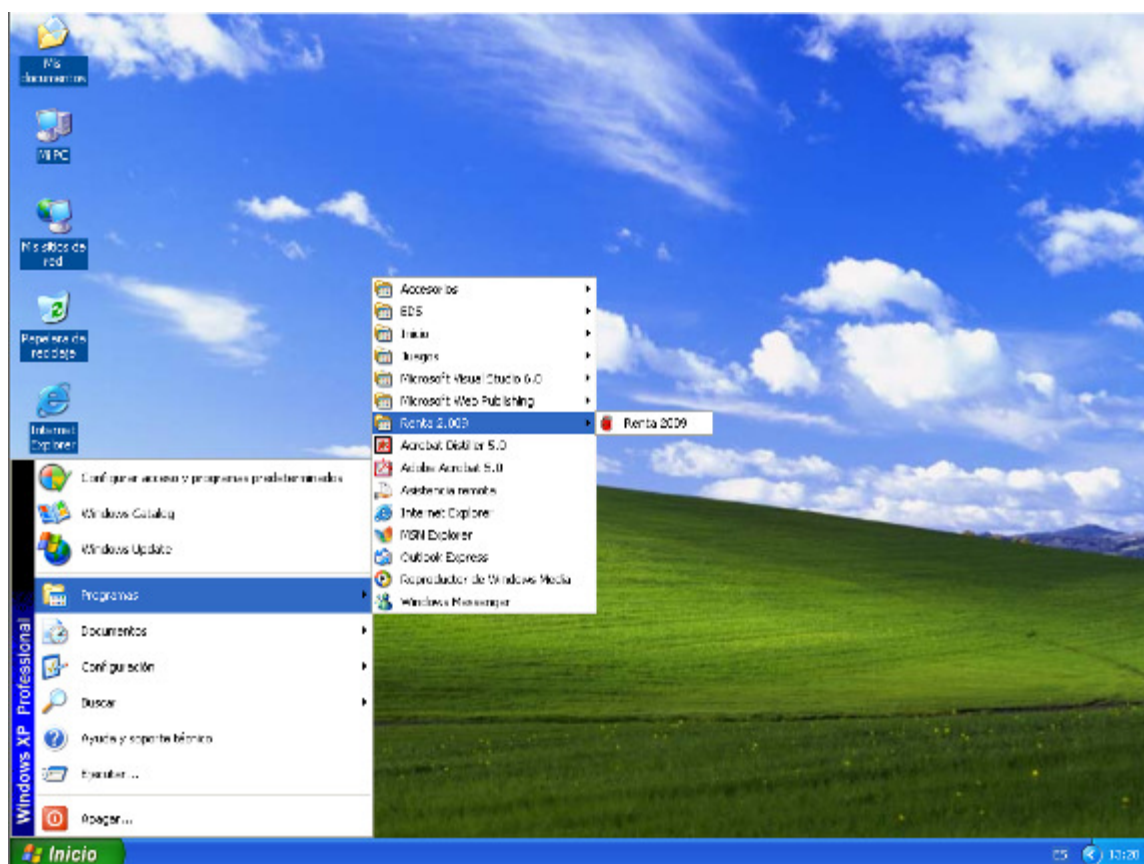 Mis
documentos
Mi PC
Mis sitios de
red
Papelera de
reciclaje
Internet
Explorer
Configurar acceso y programas predeterminados
Windows Catalog
Windows Update
Programas
Documentos
Configuración
Buscar
Ayuda y soporte técnico
Ejecutar...
Apagar...
Windows XP Professional
Accesorios
EDS
Inicio
Juegos
Microsoft Visual Studio 6.0
Microsoft Web Publishing
Renta 2.009
Acrobat Distiller 5.0
Adobe Acrobat 5.0
Asistencia remota
Internet Explorer
MSN Explorer
Outlook Express
Reproductor de Windows Media
Windows Messenger
Renta 2009
Inicio
ES
13:20